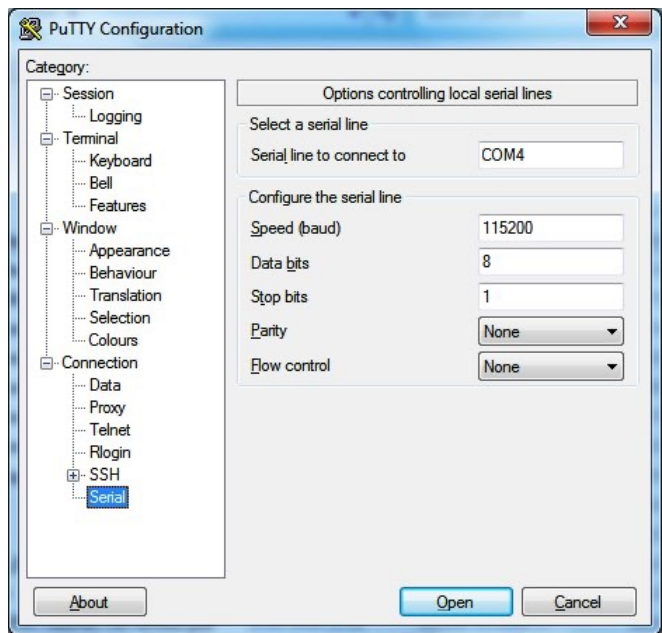 PuTTY Configuration
Category:
Session
Logging
Terminal
Keyboard
Bell
Features
Window
Appearance
Behaviour
Translation
Selection
Colours
Connection
Data
Proxy
Telnet
Rlogin
SSH
Serial
Options controlling local serial lines
Select a serial line
Serial line to connect to COM4
Configure the serial line
Speed (baud) 115200
Data bits 8
Stop bits 1
Parity None
Flow control None
About Open Cancel